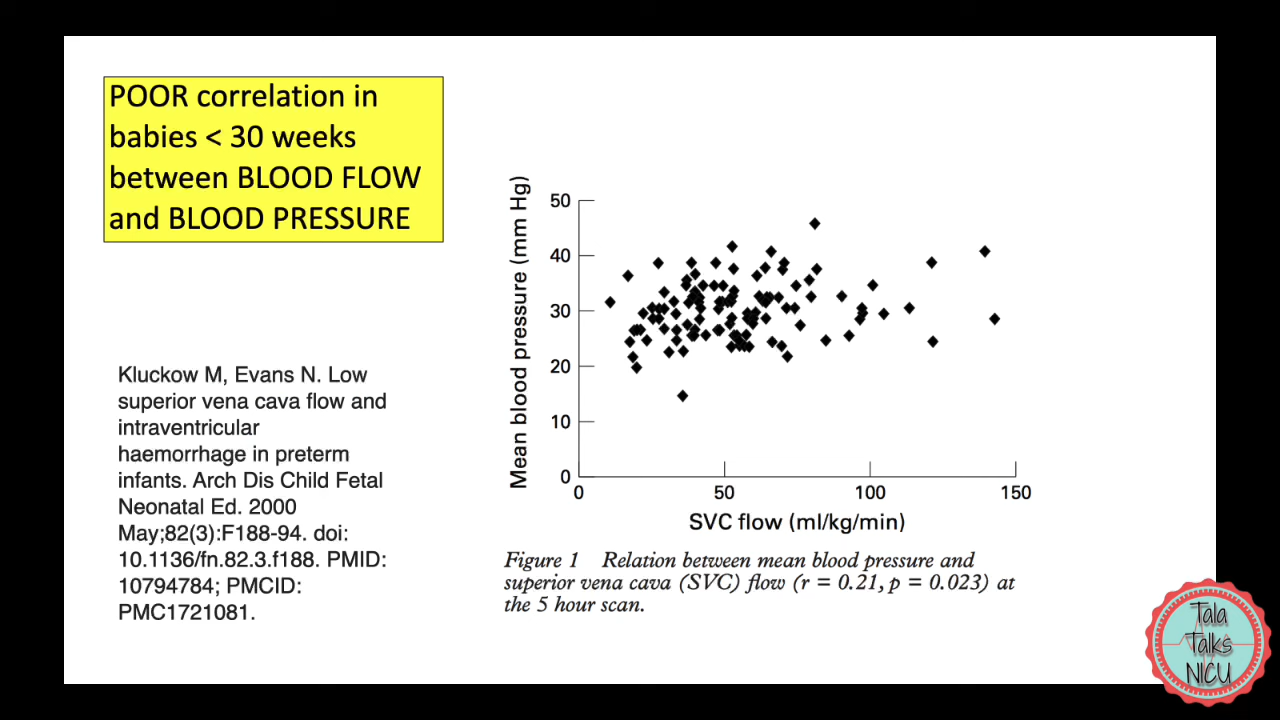 POOR correlation in
babies < 30 weeks
between BLOOD FLOW
and BLOOD PRESSURE
Kluckow M, Evans N. Low
superior vena cava flow and
intraventricular
haemorrhage in preterm
infants. Arch Dis Child Fetal
Neonatal Ed. 2000
May;82(3):F188-94. doi:
10.1136/fn.82.3.f188. PMID:
10794784; PMCID:
PMC1721081.
Mean blood pressure (mm Hg)
50
40
30
20
10
0
0 50 100 150
SVC flow (ml/kg/min)
Figure 1 Relation between mean blood pressure and
superior vena cava (SVC) flow (r = 0.21, p = 0.023) at
the 5 hour scan.
Tala
Talks
NICU